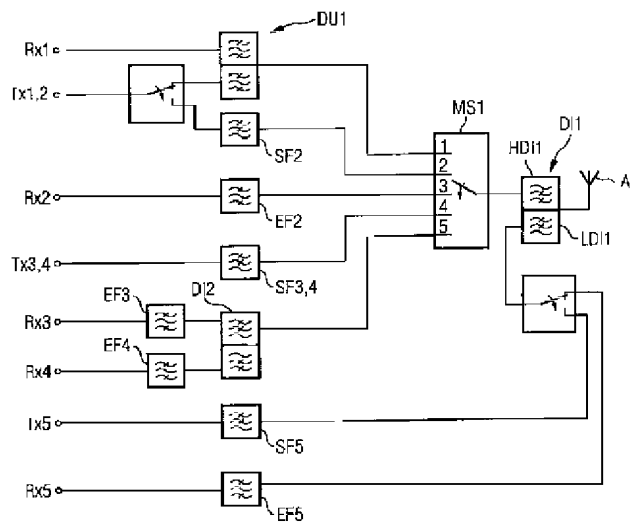 DU1
Rx1
Tx1,2
SF2
MS1
1
2
3
4
5
HDI1
DI1
A
LDI1
Rx2
EF2
Tx3,4
SF3,4
EF3
DI2
Rx3
EF4
Rx4
Tx5
SF5
Rx5
EF5